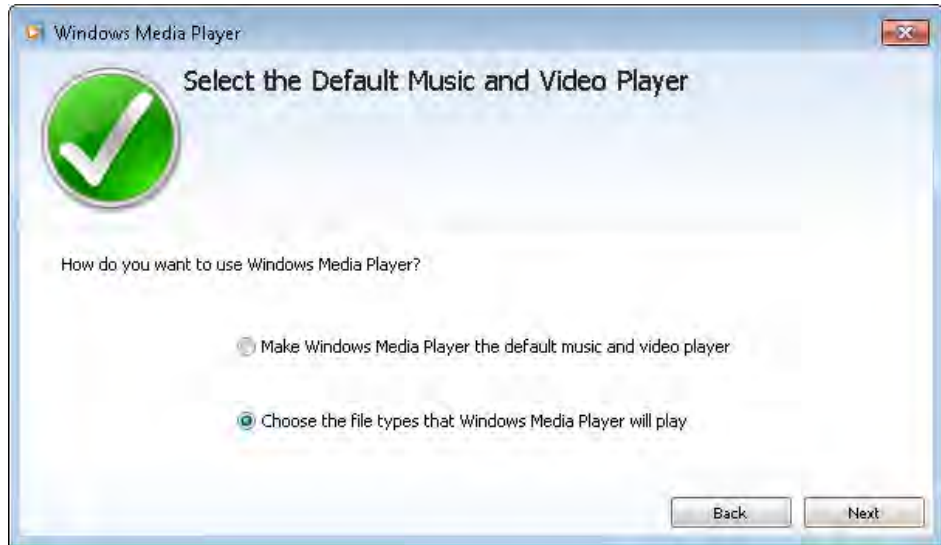 Windows Media Player
Select the Default Music and Video Player
How do you want to use Windows Media Player?
Make Windows Media Player the default music and video player
Choose the file types that Windows Media Player will play
Back Next